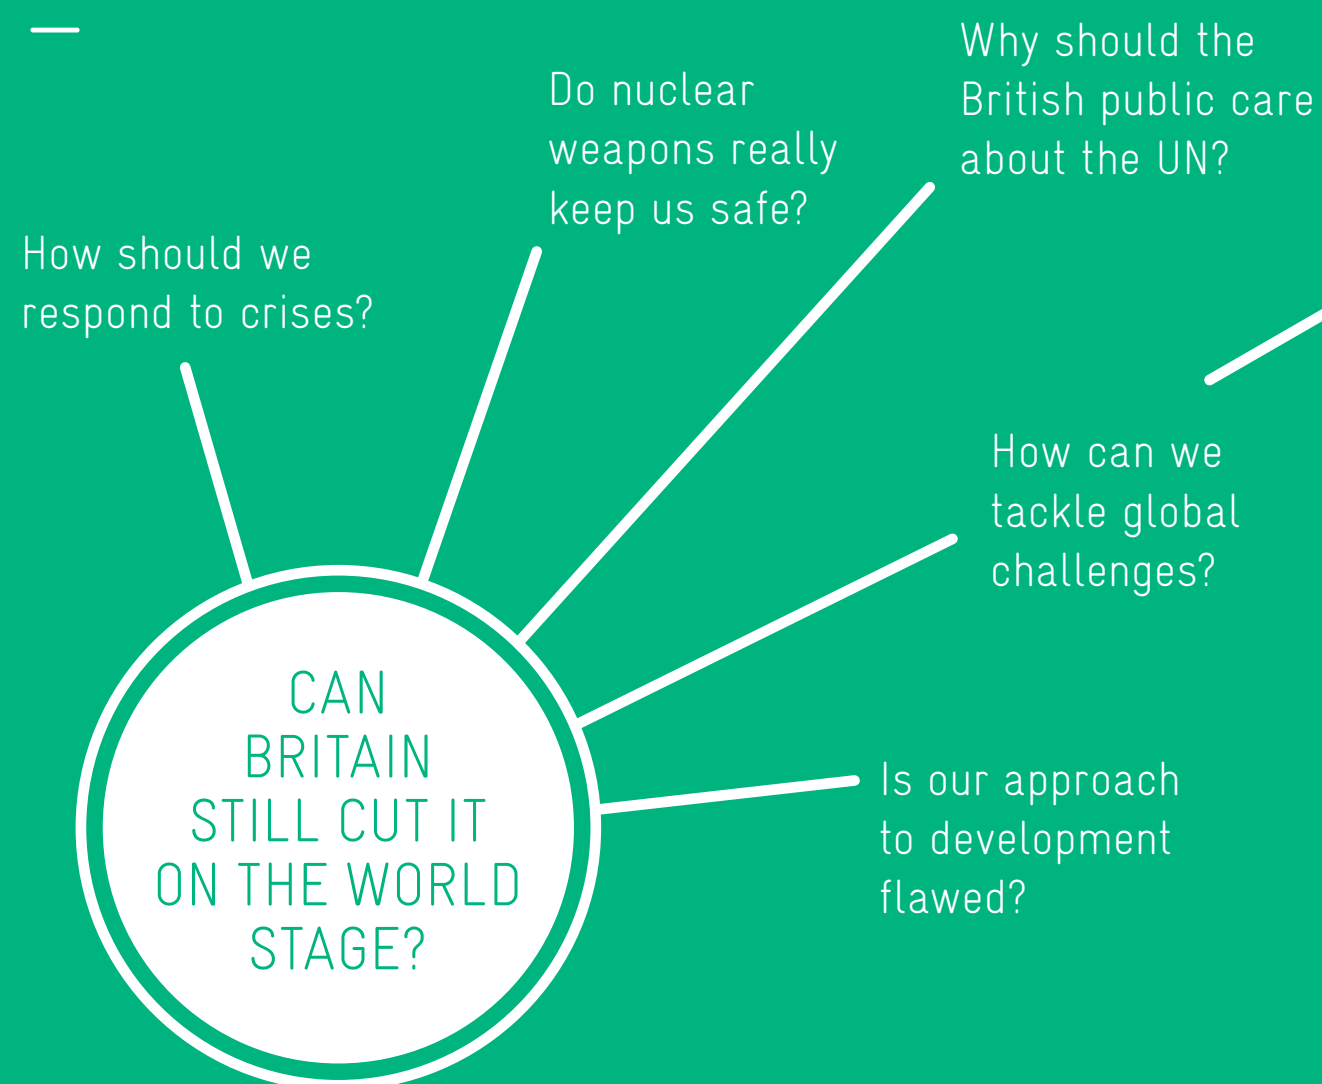 How should we
respond to crises?
Do nuclear
weapons really
keep us safe?
Why should the
British public care
about the UN?
How can we
tackle global
challenges?
Is our approach
to development
flawed?
CAN
BRITAIN
STILL CUT IT
ON THE WORLD
STAGE?